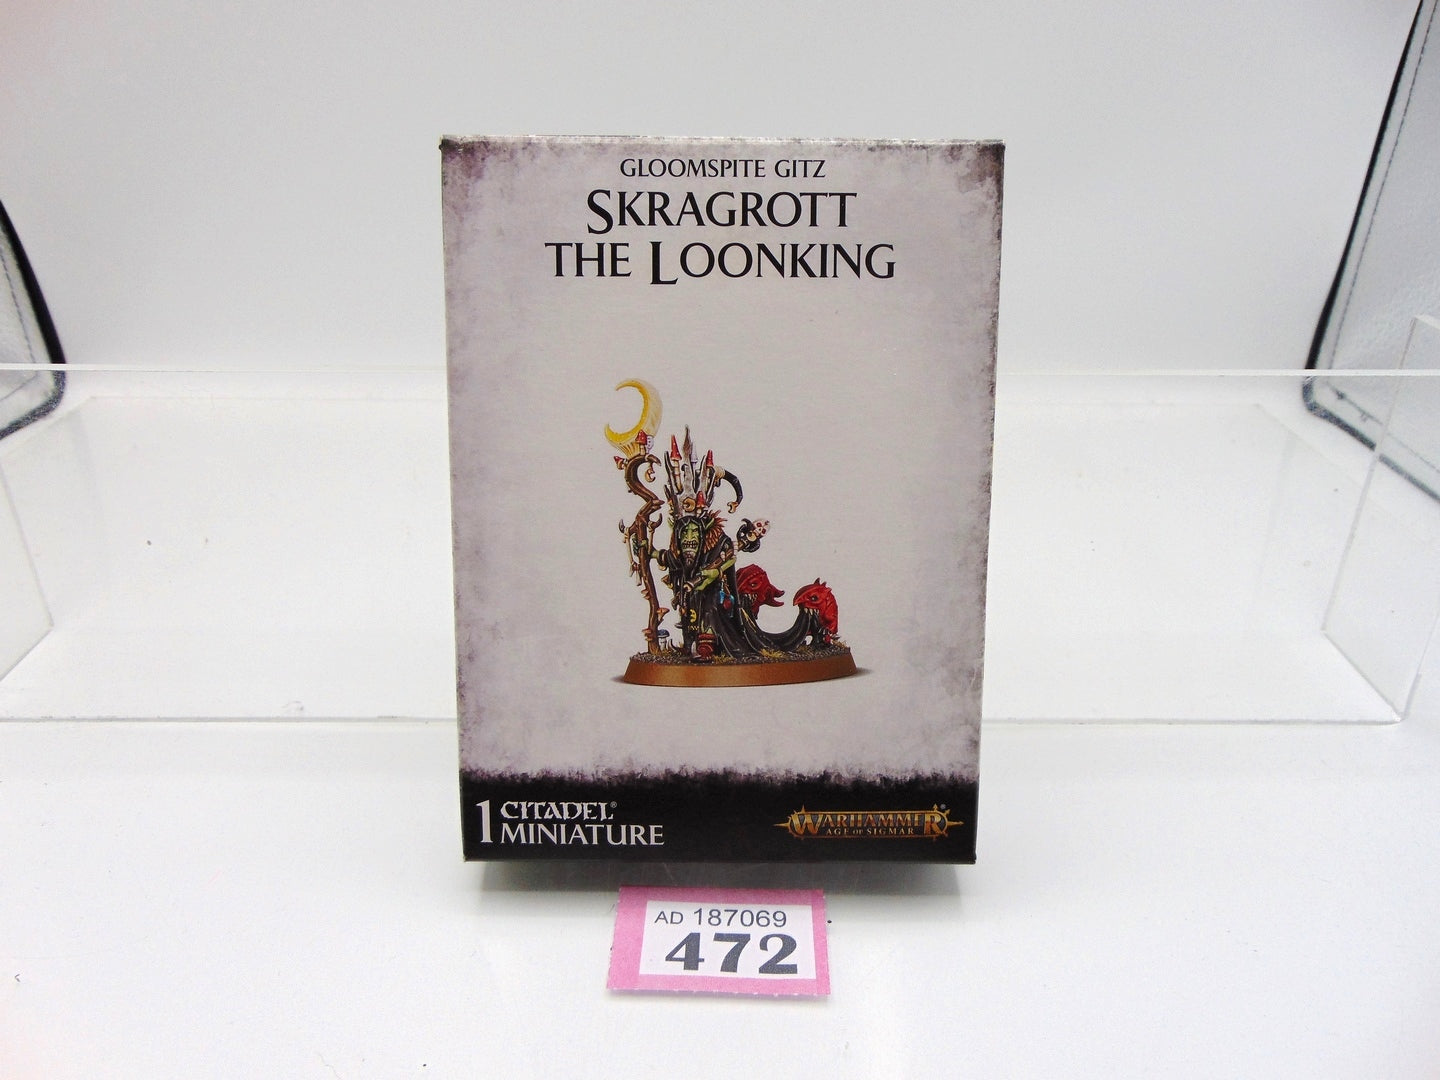 GLOOMSPITE GITZ
SKRAGROTT
THE LOONKING
1 CITADEL®
MINIATURE
WARHAMMER®
AGE OF SIGMAR
AD 187069
472